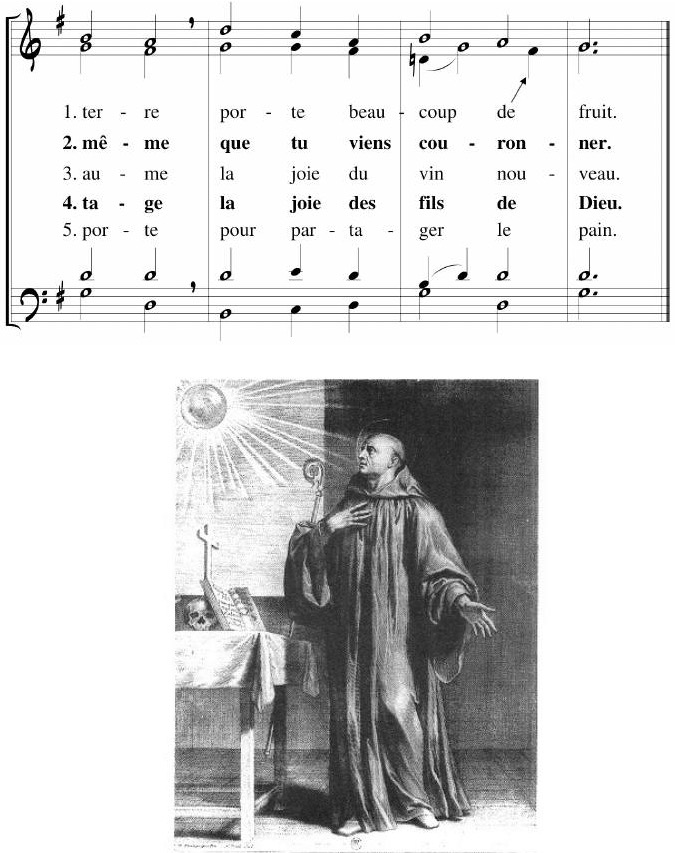 1. ter - re por - te beau - coup de fruit.
2. mê - me que tu viens cou - ron - ner.
3. au - me la joie du vin nou - veau.
4. ta - ge la joie des fils de Dieu.
5. por - te pour par - ta - ger le pain.